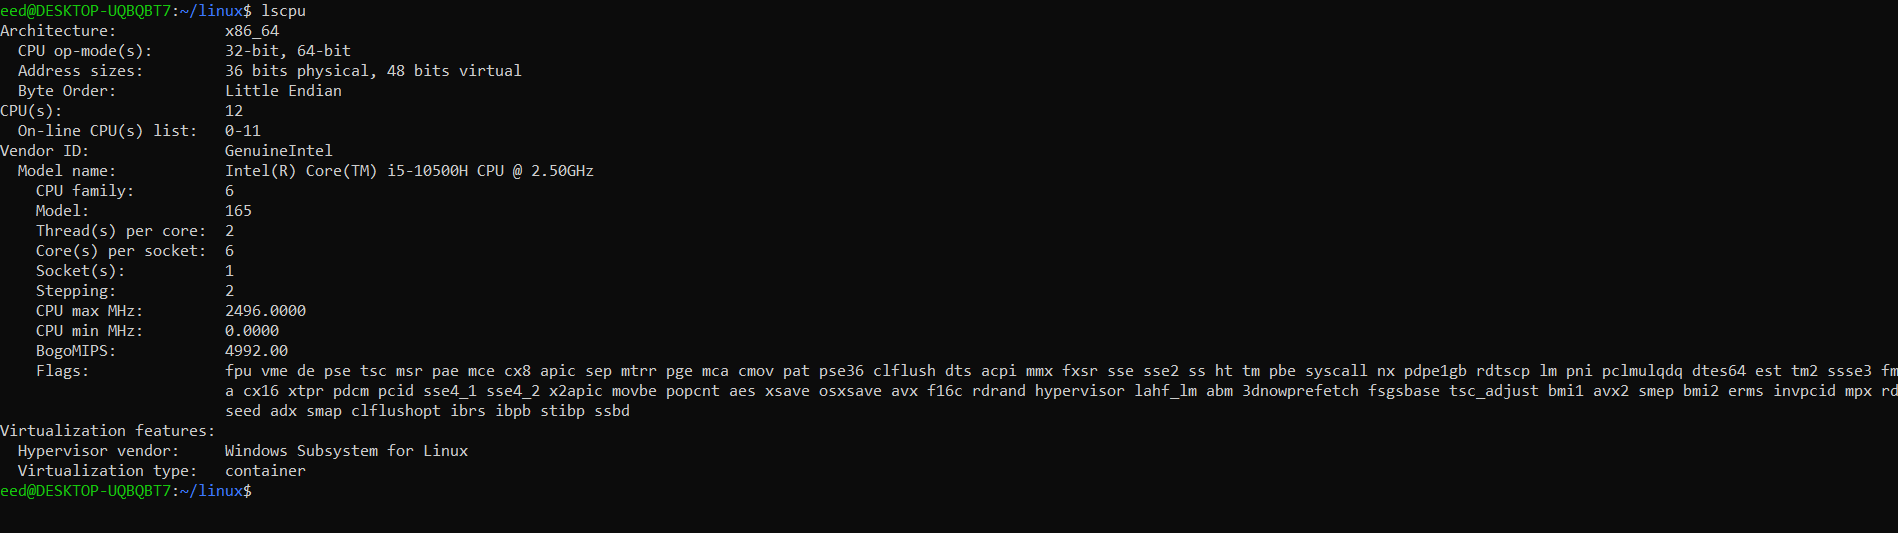 eed@DESKTOP-UQBQBT7:~/linux$ lscpu
Architecture:            x86_64
  CPU op-mode(s):        32-bit, 64-bit
  Address sizes:         36 bits physical, 48 bits virtual
  Byte Order:            Little Endian
CPU(s):                  12
  On-line CPU(s) list:   0-11
Vendor ID:               GenuineIntel
  Model name:            Intel(R) Core(TM) i5-10500H CPU @ 2.50GHz
    CPU family:          6
    Model:               165
    Thread(s) per core:  2
    Core(s) per socket:  6
    Socket(s):           1
    Stepping:            2
    CPU max MHz:         2496.0000
    CPU min MHz:         0.0000
    BogoMIPS:            4992.00
    Flags:               fpu vme de pse tsc msr pae mce cx8 apic sep mtrr pge mca cmov pat pse36 clflush dts acpi mmx fxsr sse sse2 ss ht tm pbe syscall nx pdpe1gb rdtscp lm pni pclmulqdq dtes64 est tm2 ssse3 fm
                         a cx16 xtpr pdcm pcid sse4_1 sse4_2 x2apic movbe popcnt aes xsave osxsave avx f16c rdrand hypervisor lahf_lm abm 3dnowprefetch fsgsbase tsc_adjust bmi1 avx2 smep bmi2 erms invpcid mpx rd
                         seed adx smap clflushopt ibrs ibpb stibp ssbd
Virtualization features:
  Hypervisor vendor:     Windows Subsystem for Linux
  Virtualization type:   container
eed@DESKTOP-UQBQBT7:~/linux$